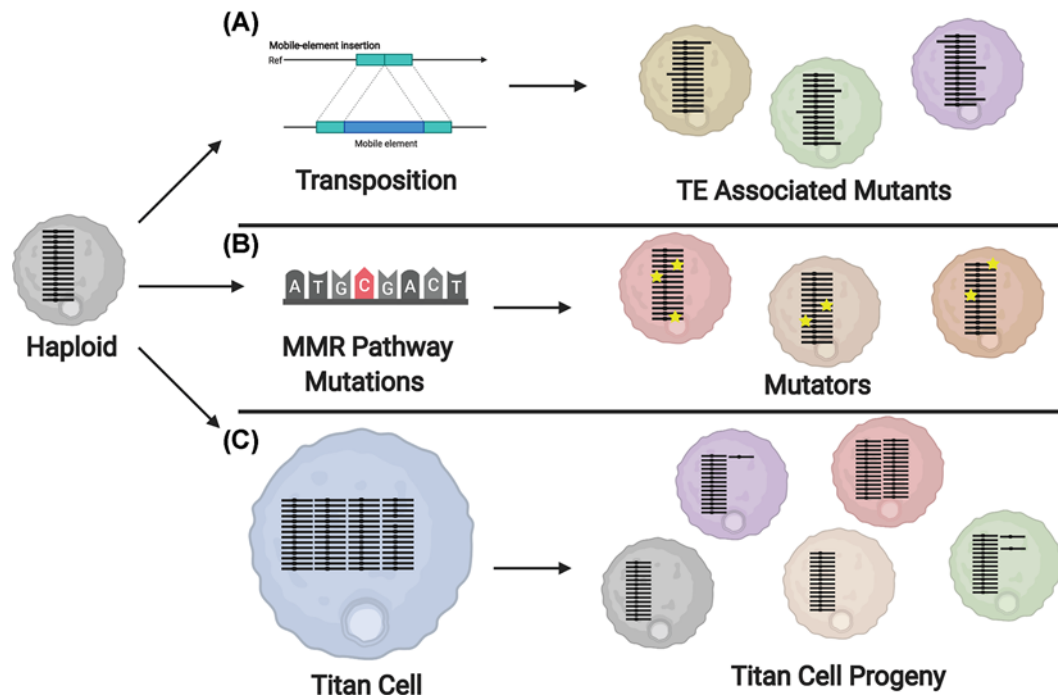 (A)
Mobile-element insertion
Ref
Mobile element
Transposition
TE Associated Mutants
Haploid
(B)
A T G C G A C T
MMR Pathway
Mutations
Mutators
(C)
Titan Cell
Titan Cell Progeny